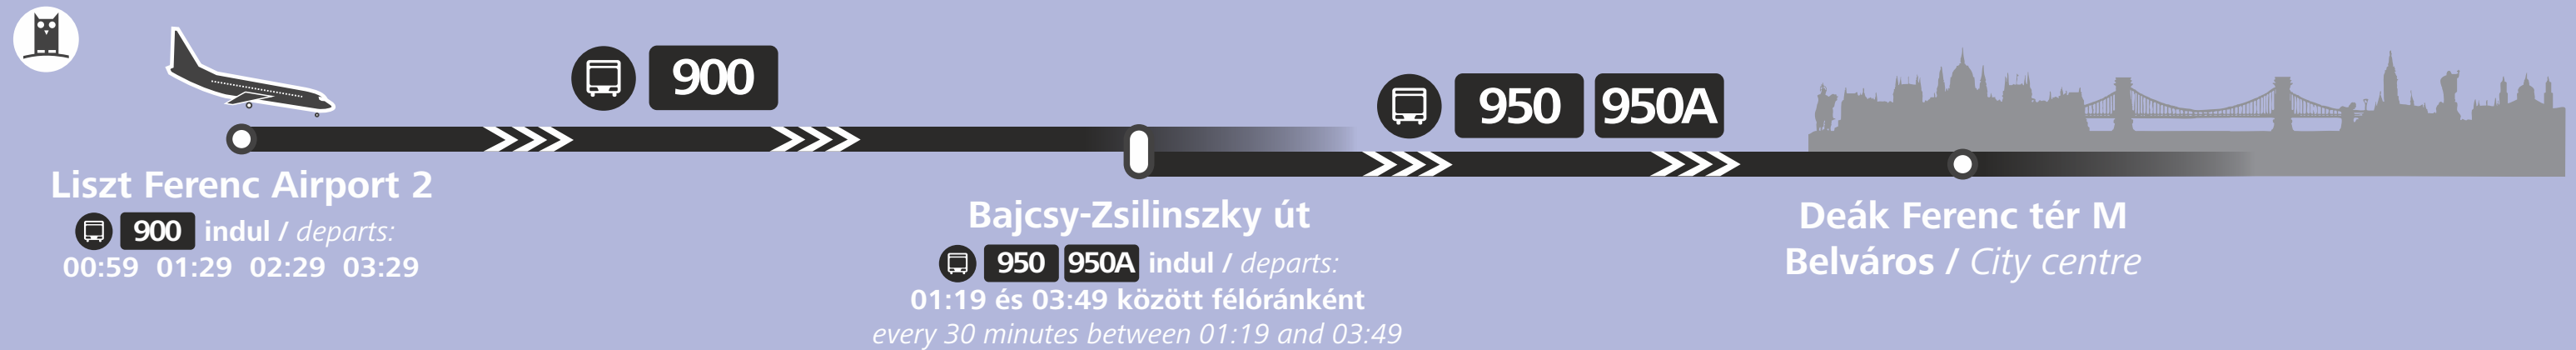 900
950 950A
Liszt Ferenc Airport 2
900 indul / departs:
00:59 01:29 02:29 03:29
Bajcsy-Zsilinszky út
950 950A indul / departs:
01:19 és 03:49 között félóránként
every 30 minutes between 01:19 and 03:49
Deák Ferenc tér M
Belváros / City centre